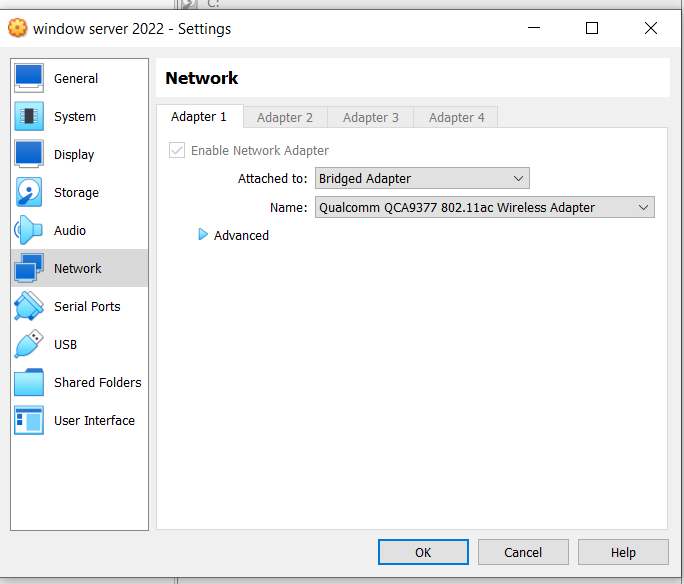 C:
window server 2022 - Settings
General
System
Display
Storage
Audio
Network
Serial Ports
USB
Shared Folders
User Interface
Network
Adapter 1
Adapter 2
Adapter 3
Adapter 4
Enable Network Adapter
Attached to: Bridged Adapter
Name: Qualcomm QCA9377 802.11ac Wireless Adapter
Advanced
OK
Cancel
Help